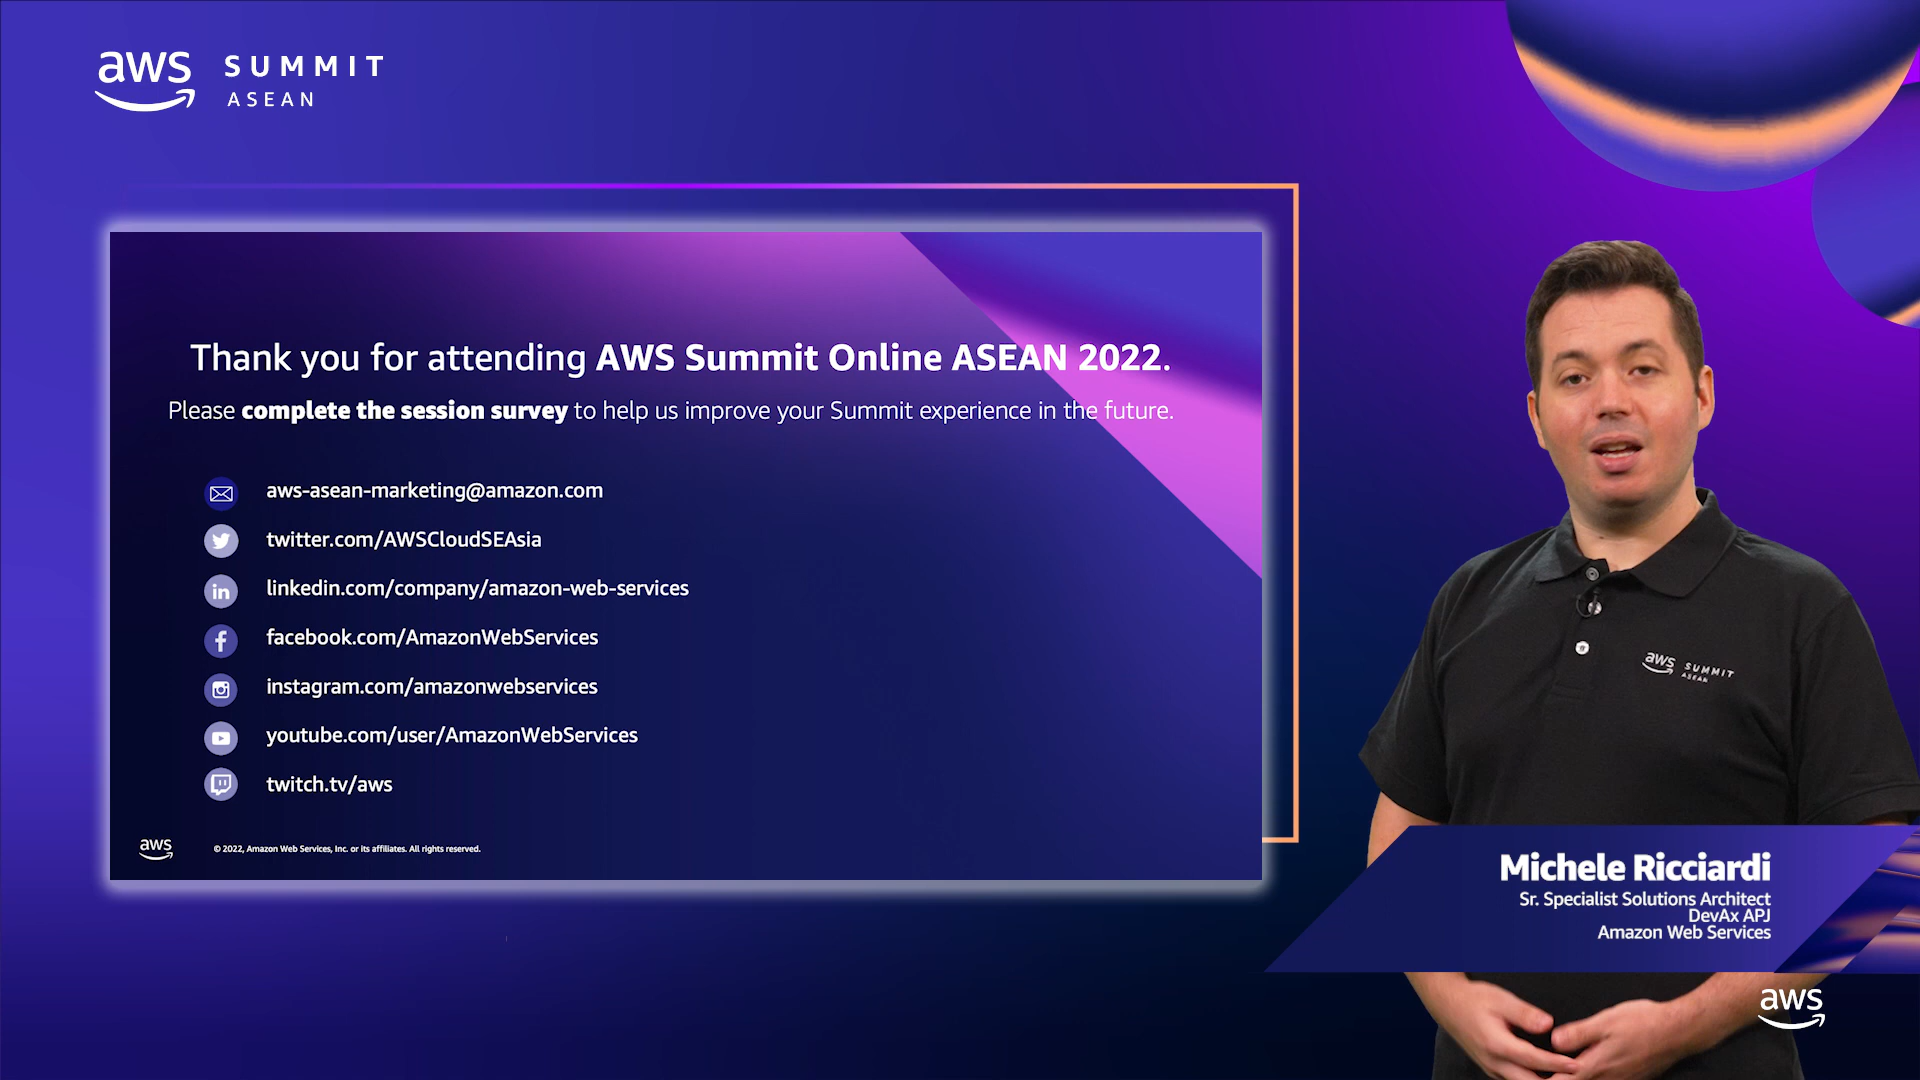 aws SUMMIT
ASEAN
Thank you for attending AWS Summit Online ASEAN 2022.
Please complete the session survey to help us improve your Summit experience in the future.
aws-asean-marketing@amazon.com
twitter.com/AWSCloudSEAsia
linkedin.com/company/amazon-web-services
facebook.com/AmazonWebServices
instagram.com/amazonwebservices
youtube.com/user/AmazonWebServices
twitch.tv/aws
aws © 2022, Amazon Web Services, Inc. or its affiliates. All rights reserved.
aws SUMMIT
ASEAN
Michele Ricciardi
Sr. Specialist Solutions Architect
DevAx APJ
Amazon Web Services
aws